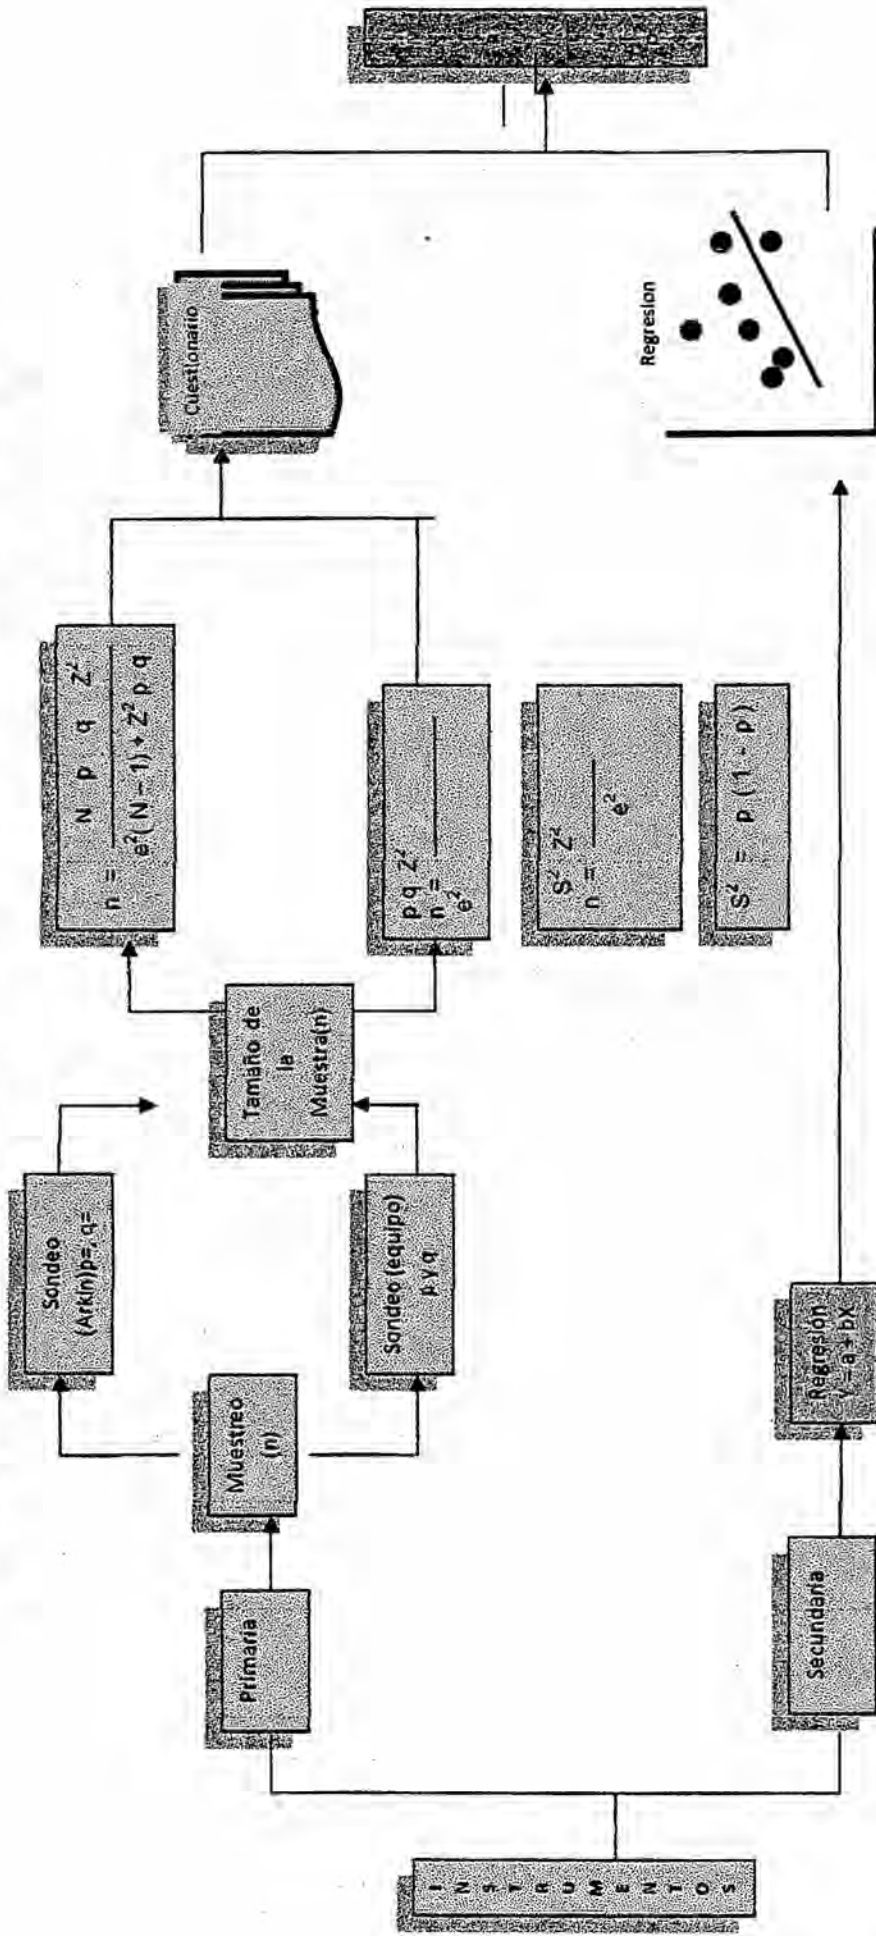 I N S T R U M E N T O S
Primaria
Muestreo
(n)
Sondeo
(Arkin)p=, q=
Sondeo (equipo)
p y q
Tamaño de
la
Muestra(n)
N p q Z²
n =
e²( N – 1) + Z² p q
p q Z²
n =
e²
S² Z²
n =
e²
S² = p (1 - p )
Cuestionario
Secundaria
Regresión
Y = a + bX
Regresion